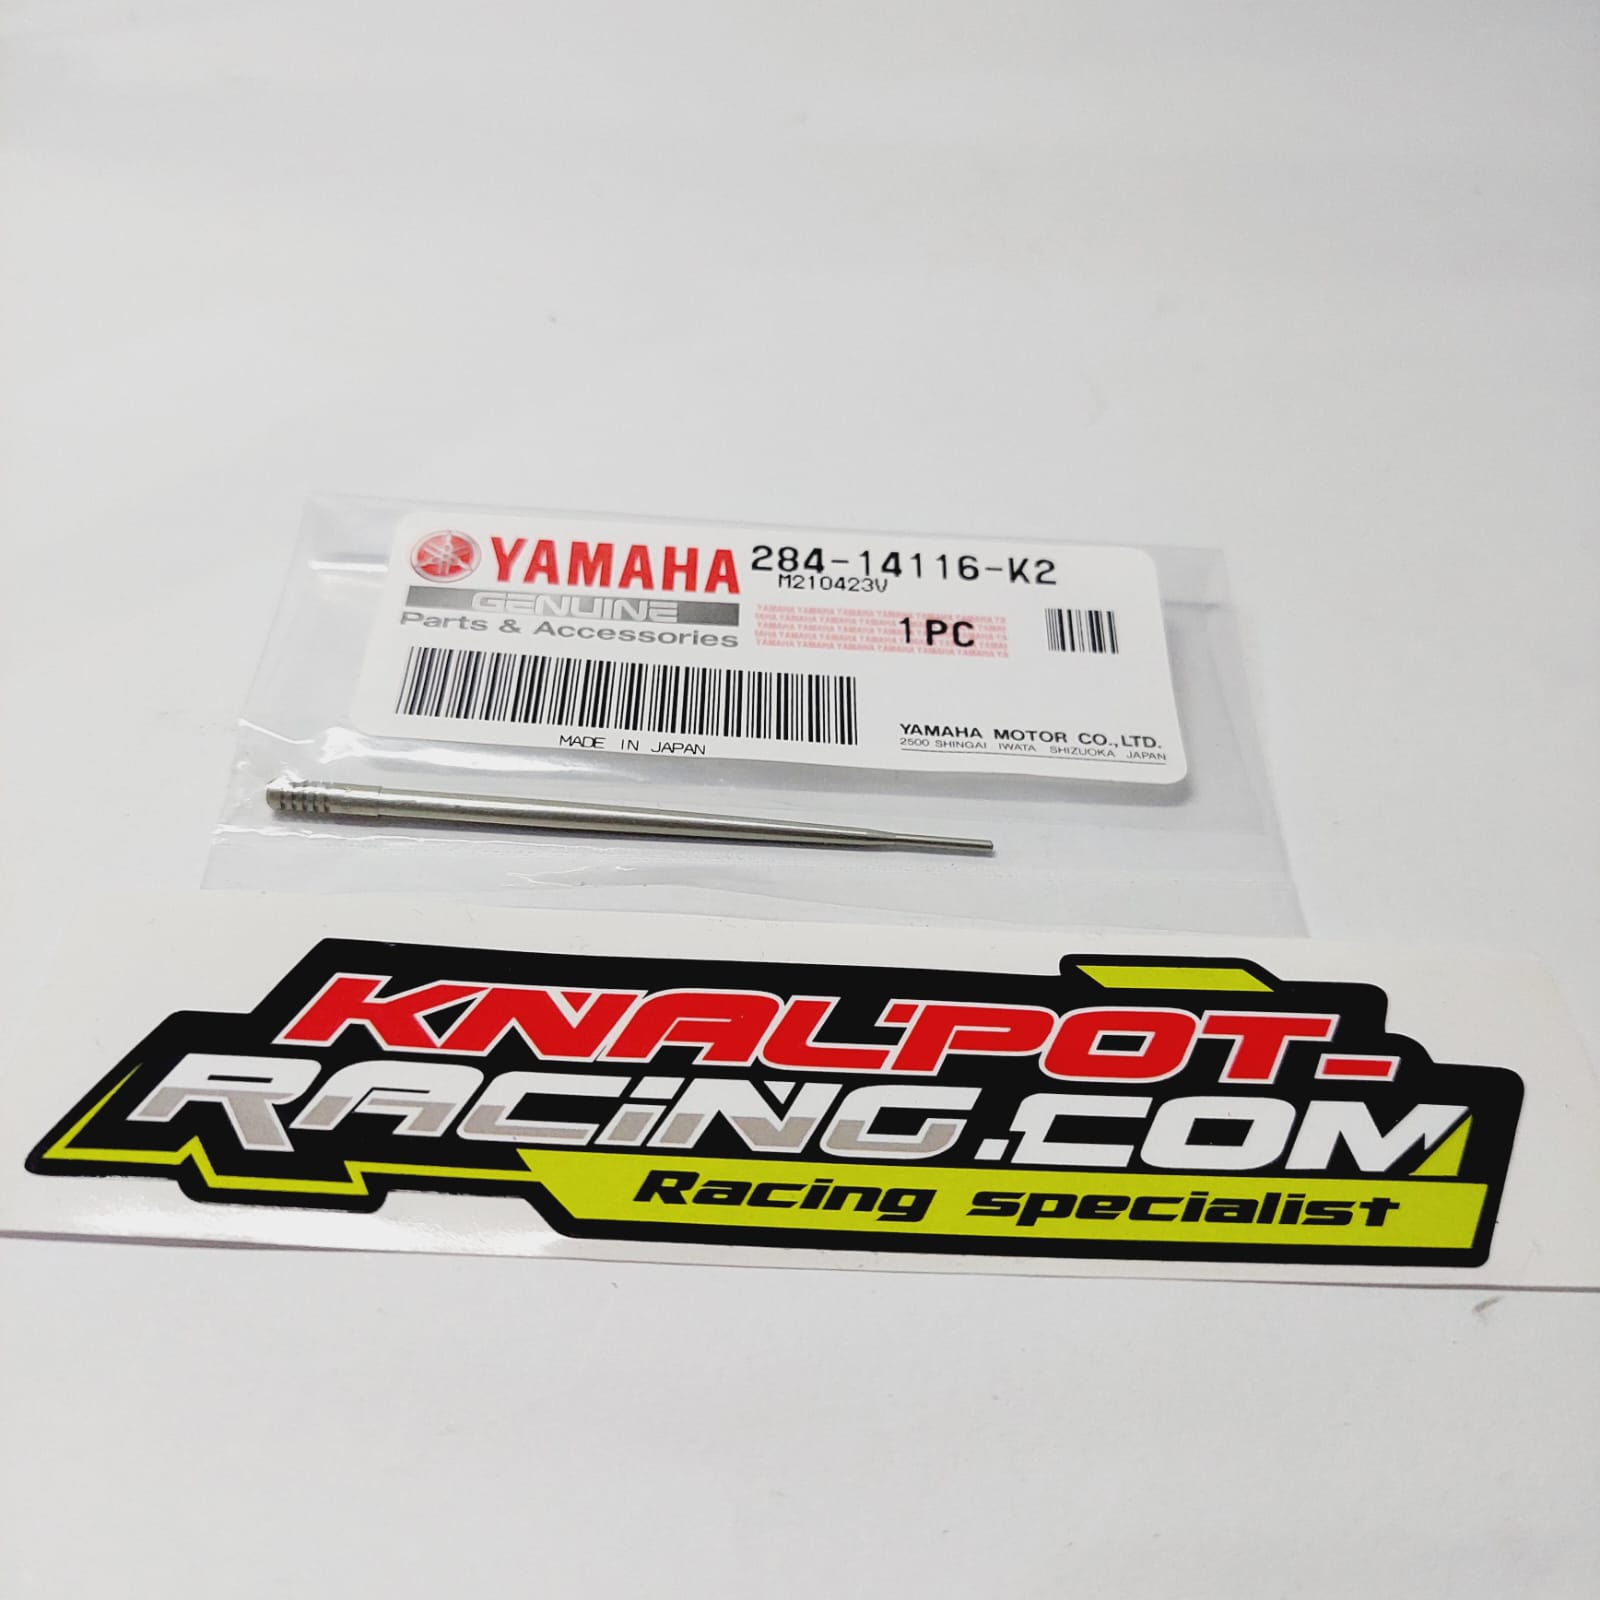 YAMAHA 284-14116-K2
M210423V
GENUINE
Parts & Accessories
1PC
MADE IN JAPAN
YAMAHA MOTOR CO.,LTD.
2500 SHINGAI IWATA SHIZUOKA JAPAN
KNALPOT-
RACING.COM
Racing specialist